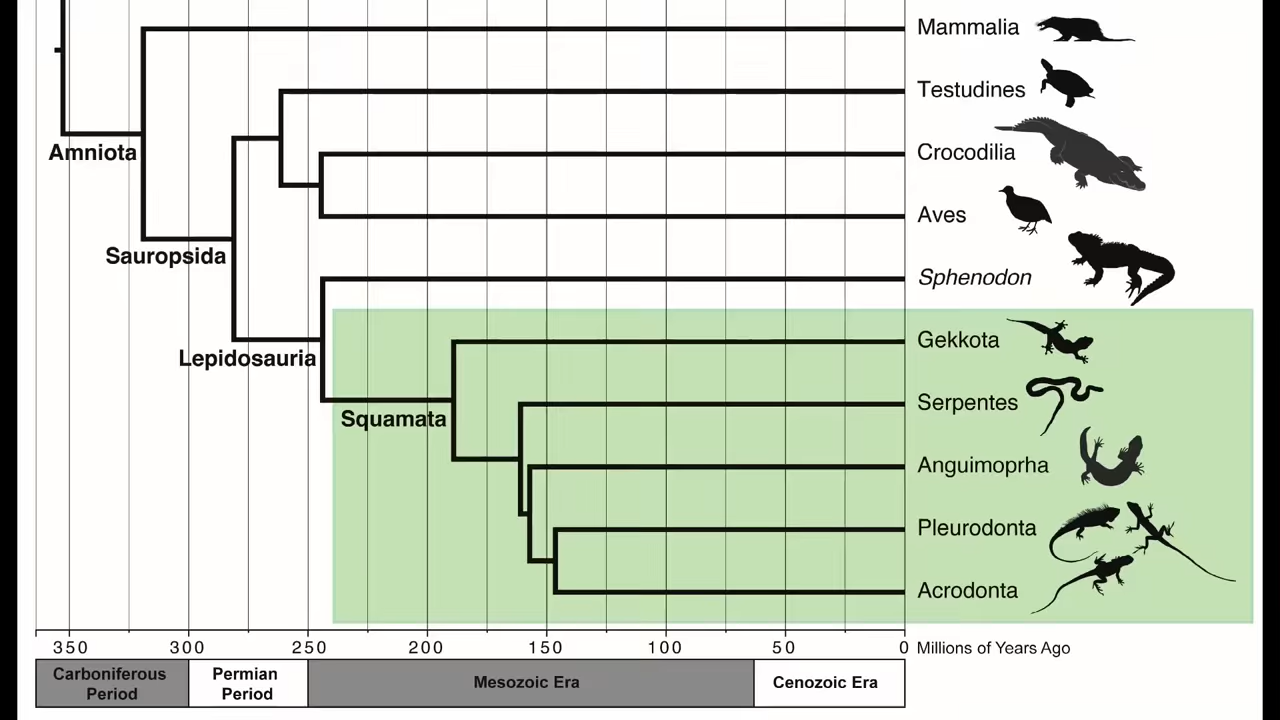 Mammalia
Testudines
Crocodilia
Amniota
Aves
Sauropsida
Sphenodon
Gekkota
Lepidosauria
Serpentes
Squamata
Anguimoprha
Pleurodonta
Acrodonta
350 300 250 200 150 100 50 0 Millions of Years Ago
Carboniferous
Period
Permian
Period
Mesozoic Era
Cenozoic Era